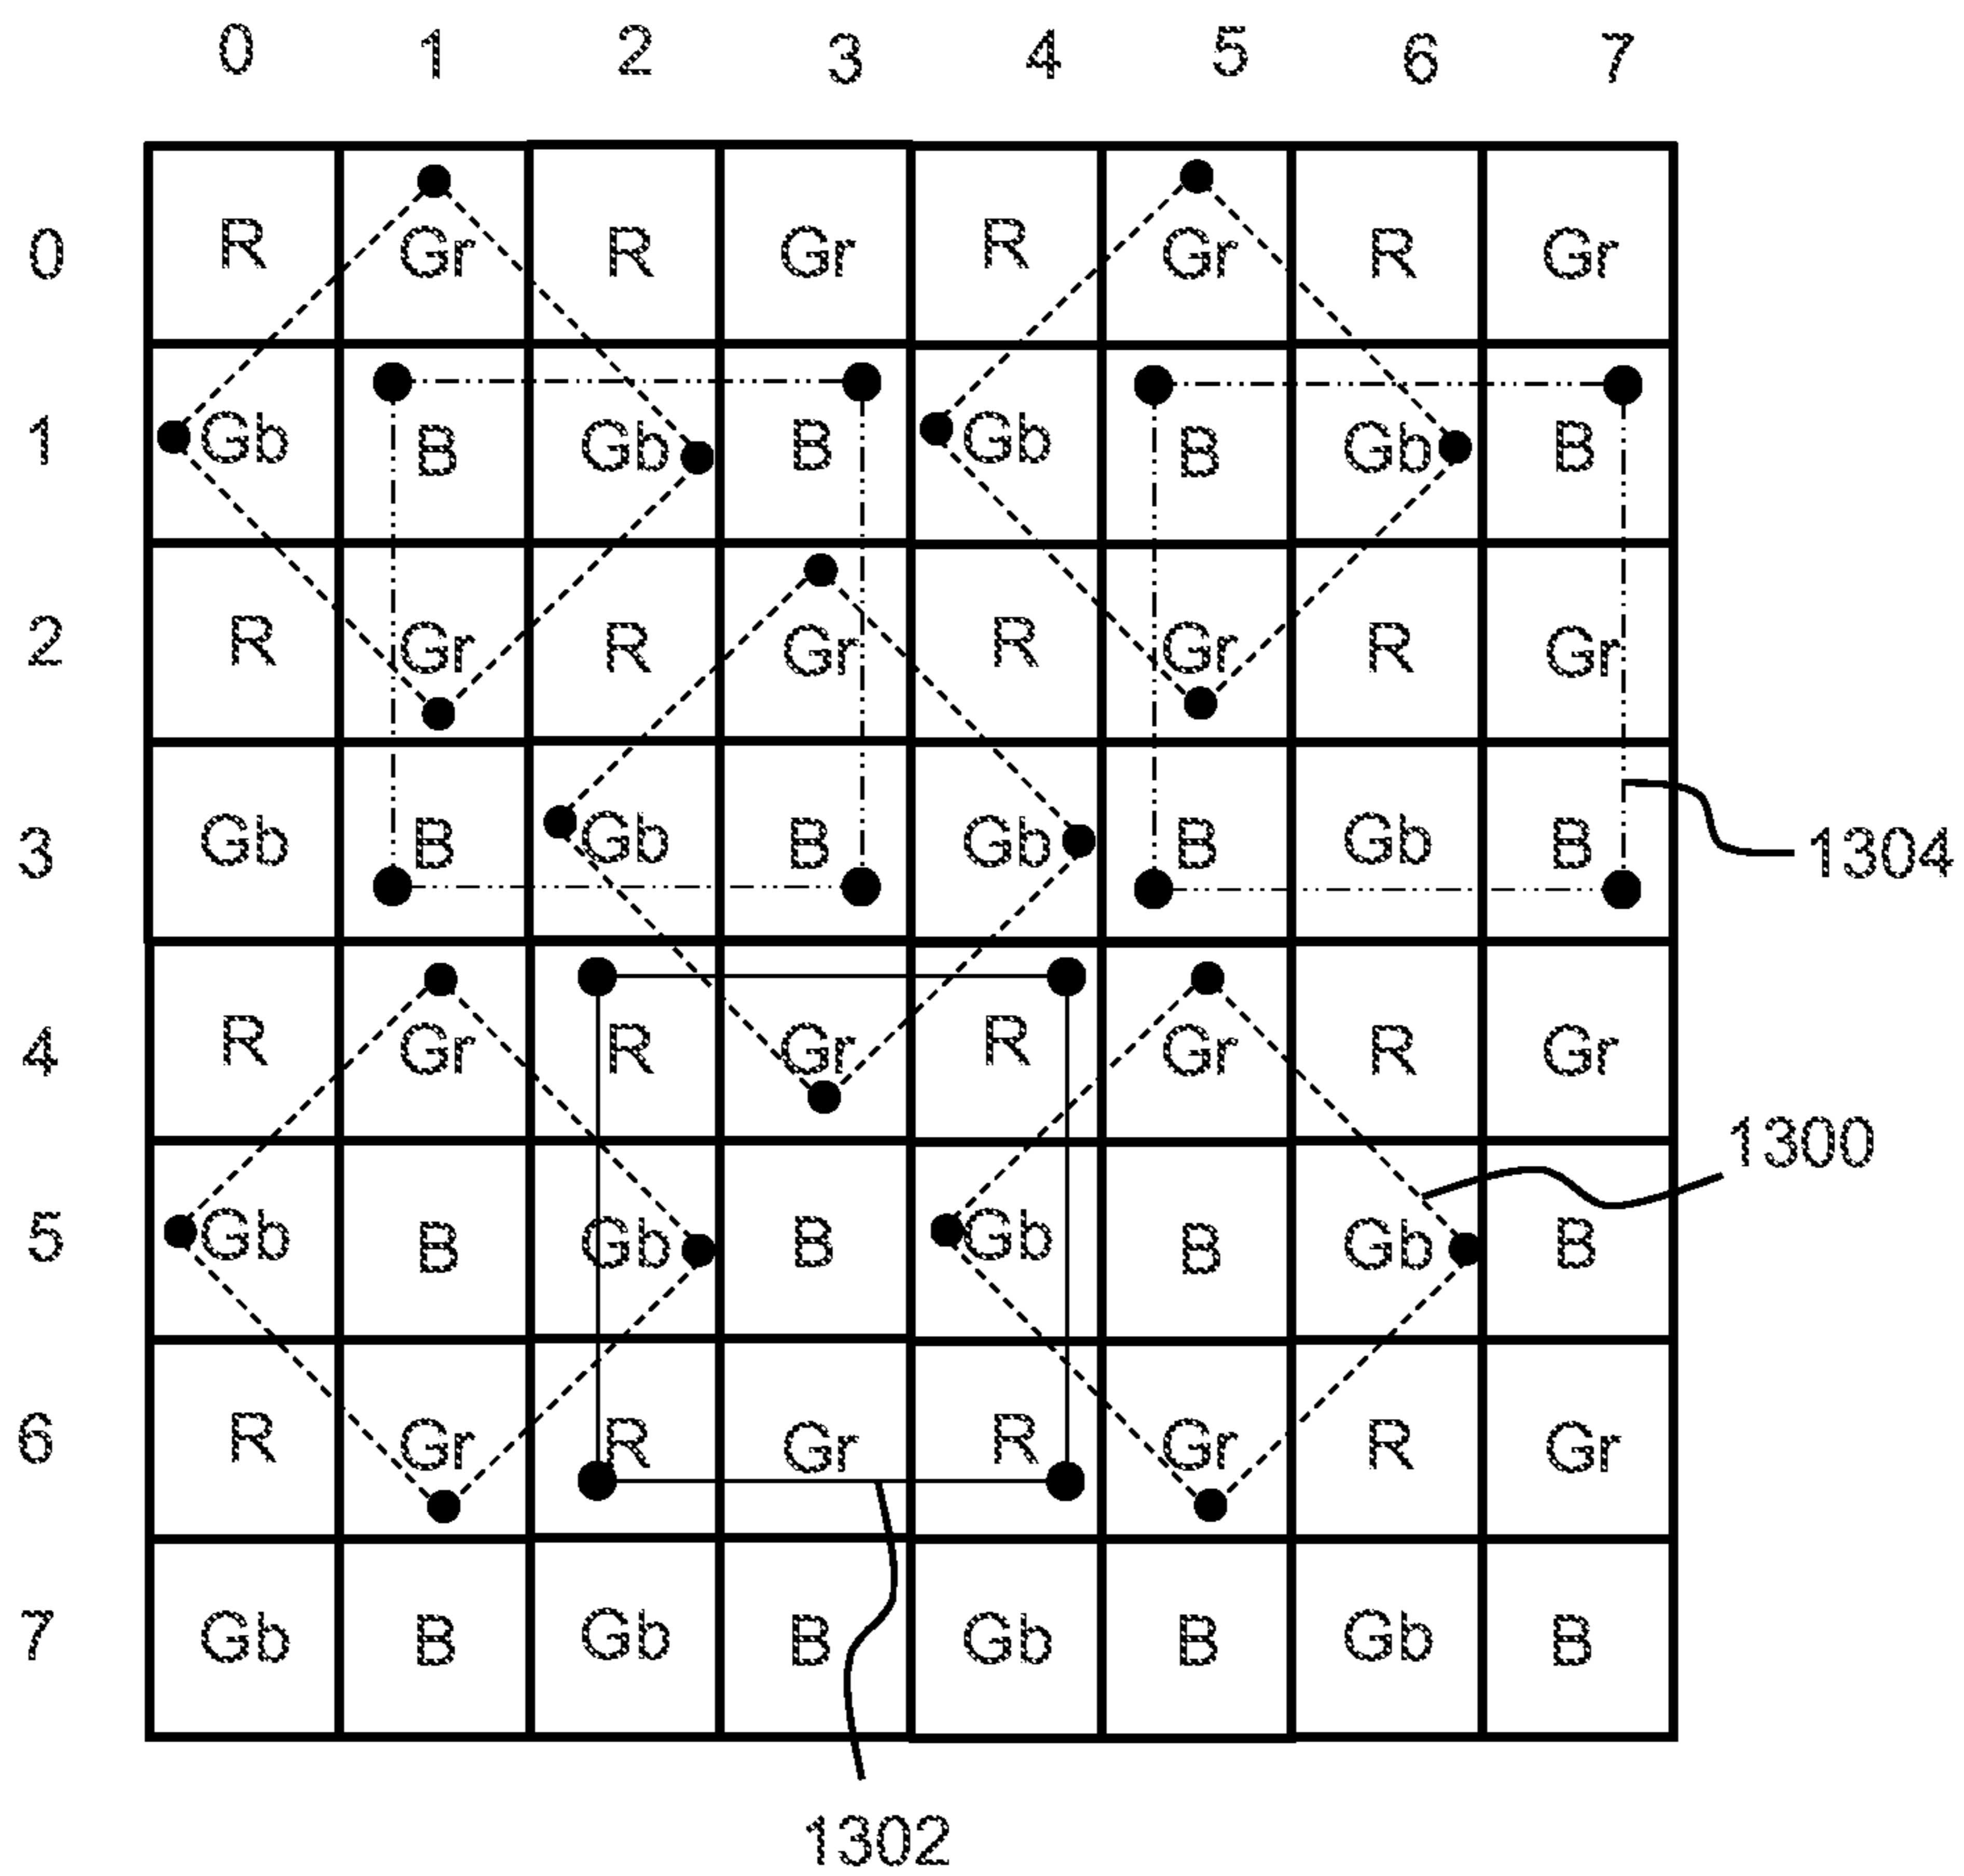 0 1 2 3 4 5 6 7
0 R Gr R Gr R Gr R Gr
1 Gb B Gb B Gb B Gb B
2 R Gr R Gr R Gr R Gr
3 Gb B Gb B Gb B Gb B
1304
4 R Gr R Gr R Gr R Gr
1300
5 Gb B Gb B Gb B Gb B
6 R Gr R Gr R Gr R Gr
7 Gb B Gb B Gb B Gb B
1302